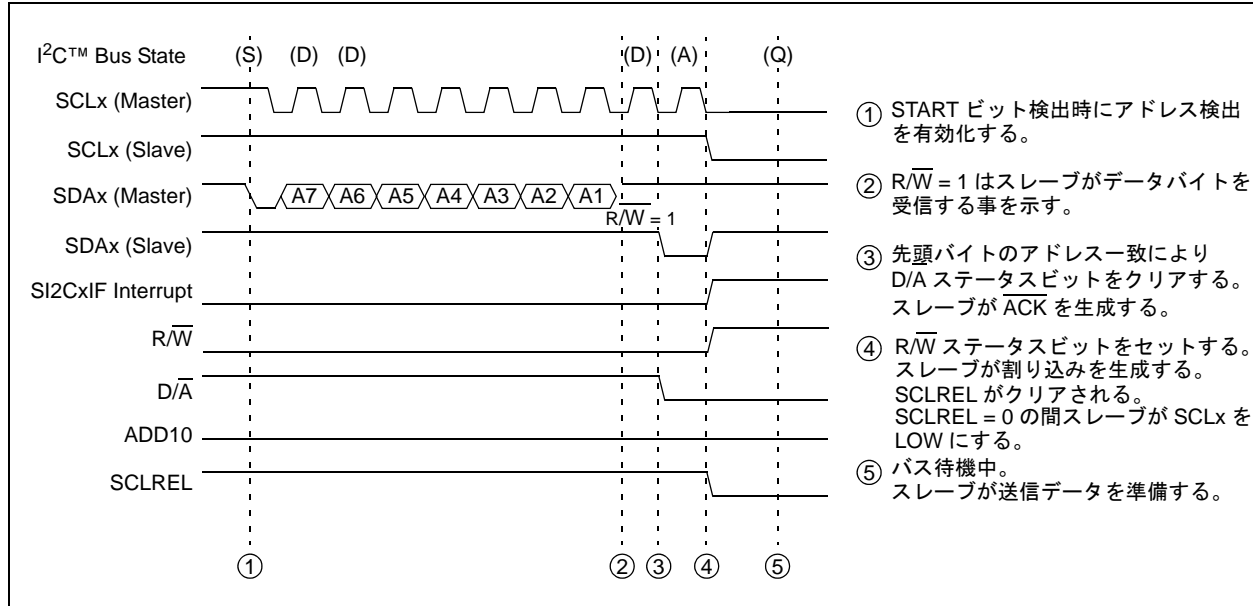 I²C™ Bus State (S) (D) (D) (D) (A) (Q)
SCLx (Master)
SCLx (Slave)
SDAx (Master) A7 A6 A5 A4 A3 A2 A1
R/W̅ = 1
SDAx (Slave)
SI2CxIF Interrupt
R/W̅
D/A̅
ADD10
SCLREL
① ② ③ ④ ⑤
① START ビット検出時にアドレス検出
を有効化する。
② R/W̅ = 1 はスレーブがデータバイトを
受信する事を示す。
③ 先頭バイトのアドレス一致により
D/A̅ ステータスビットをクリアする。
スレーブが A̅C̅K̅ を生成する。
④ R/W̅ ステータスビットをセットする。
スレーブが割り込みを生成する。
SCLREL がクリアされる。
SCLREL = 0 の間スレーブが SCLx を
LOW にする。
⑤ バス待機中。
スレーブが送信データを準備する。